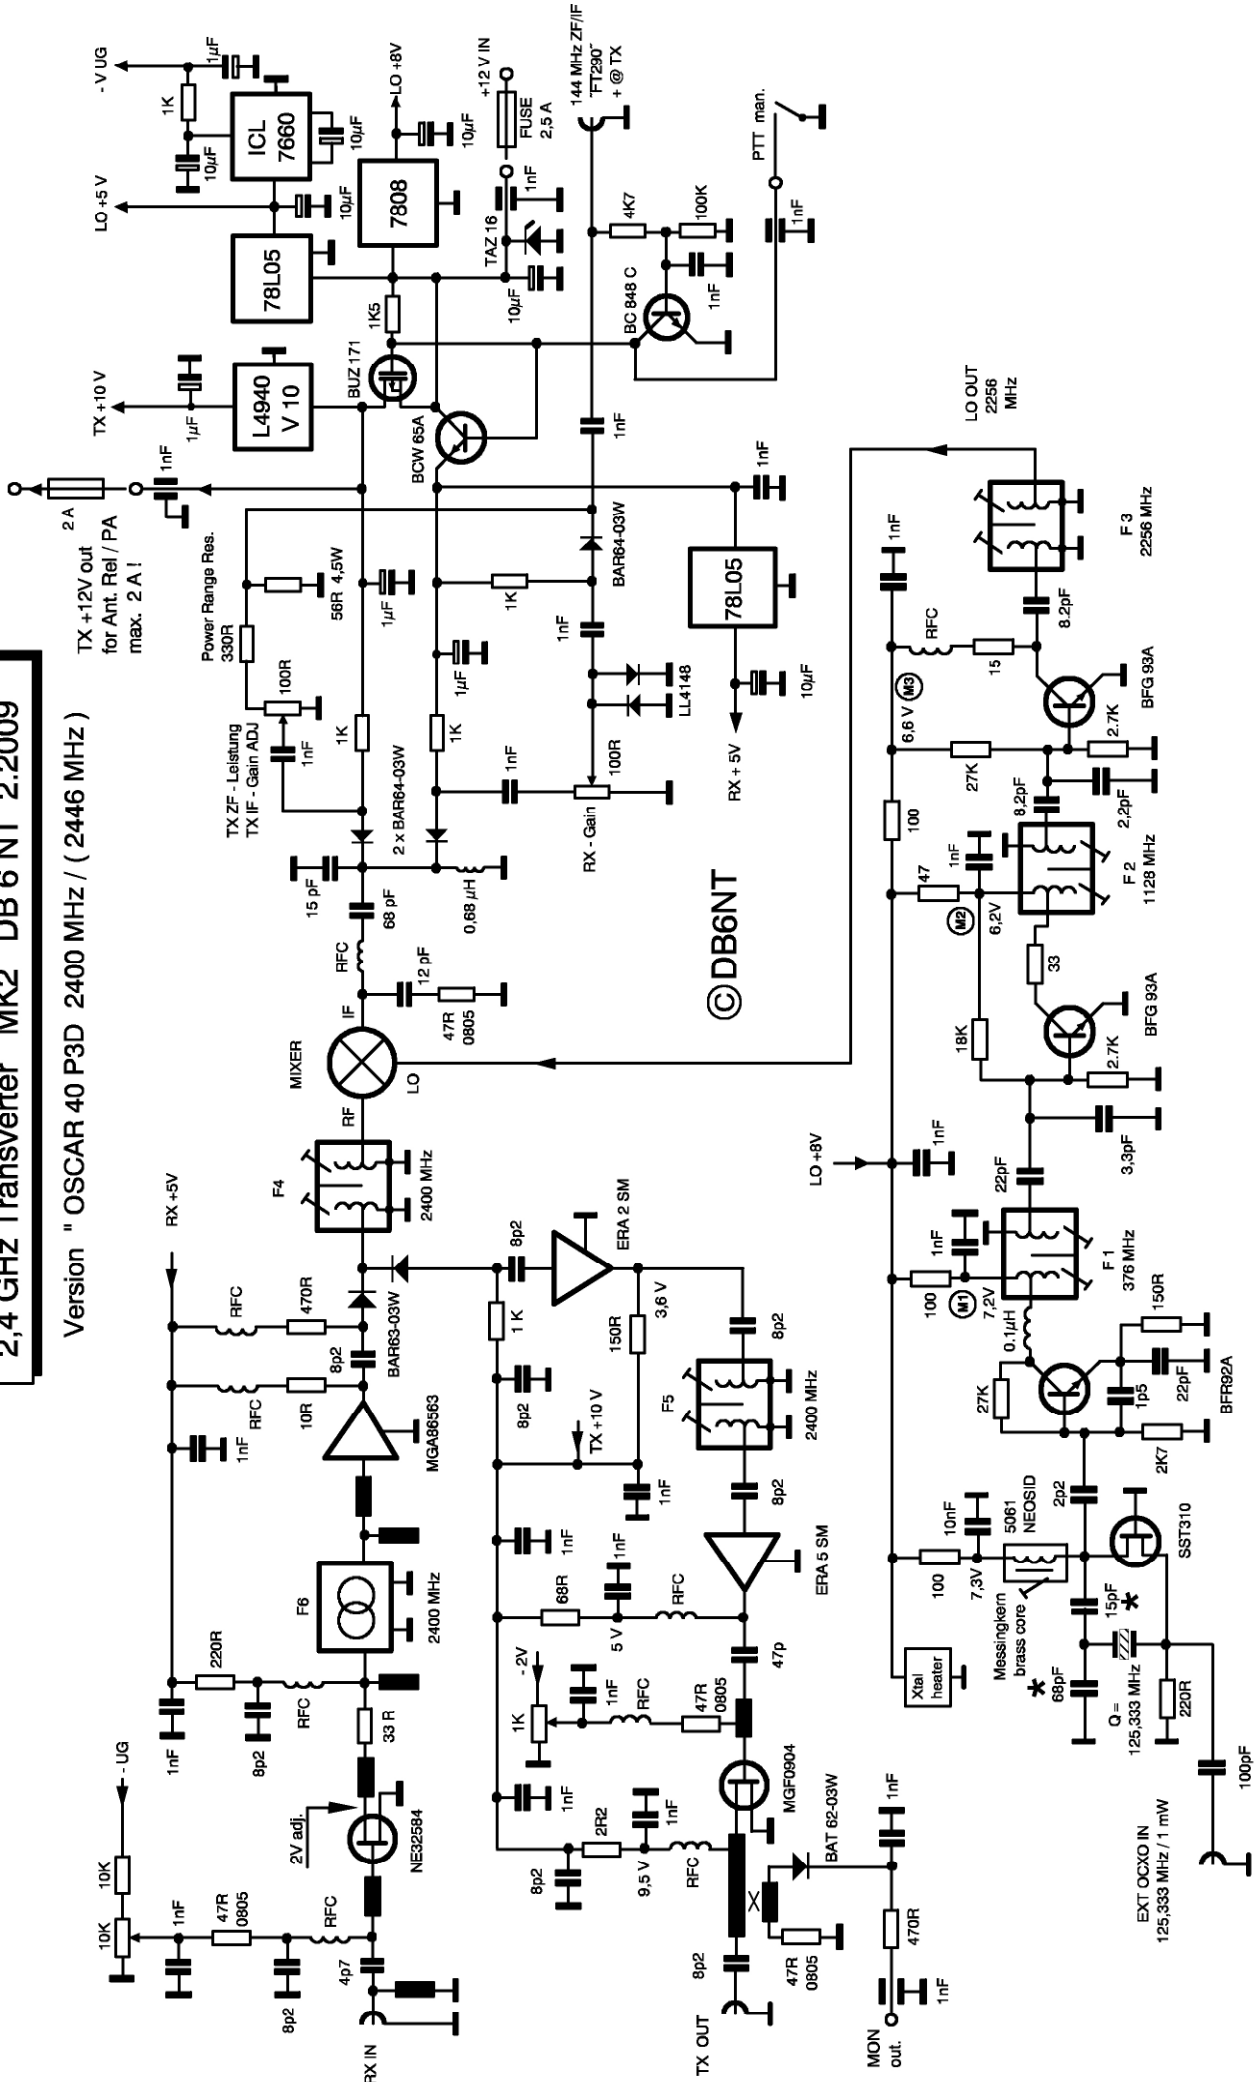 2,4 GHz Transverter MK2 DB 6 NT 2.2009
Version " OSCAR 40 P3D 2400 MHz / ( 2446 MHz )
- V UG
1µF
1K
ICL
7660
10µF
10µF
LO +5 V
10µF
78L05
LO +8V
7808
10µF
+12 V IN
FUSE
2,5 A
1nF
TAZ 16
10µF
144 MHz ZF/IF
"FT290"
+ @ TX
PTT man.
4K7
100K
1nF
1nF
BC 848 C
1K5
BUZ 171
TX +10 V
1µF
L4940
V 10
BCW 65A
1nF
1nF
2 A
TX +12V out
for Ant. Rel / PA
max. 2 A !
Power Range Res.
330R
56R 4,5W
1µF
1K
BAR64-03W
1nF
78L05
1nF
10µF
RX + 5V
LL4148
100R
RX - Gain
1nF
1µF
1K
1K
100R
1nF
TX ZF - Leistung
TX IF - Gain ADJ
2 x BAR64-03W
15 pF
68 pF
0,68 µH
RFC
12 pF
47R
0805
IF
MIXER
LO
RF
© DB6NT
F4
2400 MHz
RX +5V
RFC
470R
8p2
BAR63-03W
RFC
10R
1nF
MGA86563
F6
2400 MHz
220R
1nF
8p2
RFC
33 R
- UG
2V adj.
NE32584
10K
10K
1nF
47R
0805
8p2
RFC
4p7
RX IN
8p2
ERA 2 SM
1 K
150R
3,6 V
8p2
8p2
TX +10 V
1nF
F5
2400 MHz
8p2
1nF
68R
1nF
5 V
RFC
ERA 5 SM
47p
- 2V
1K
1nF
RFC
47R
0805
1nF
MGF0904
8p2
2R2
1nF
9,5 V
RFC
BAT 62-03W
8p2
47R
0805
TX OUT
1nF
470R
1nF
MON
out.
LO OUT
2256
MHz
F 3
2256 MHz
1nF
RFC
15
8.2pF
M3
6,6 V
BFG 93A
27K
2.7K
100
8,2pF
2,2pF
47
1nF
M2
6,2V
F 2
1128 MHz
33
18K
BFG 93A
2.7K
LO +8V
1nF
22pF
3,3pF
1nF
100
M1
7,2V
F 1
376 MHz
0.1µH
150R
27K
1p5
22pF
BFR92A
2K7
10nF
5061
NEOSID
2p2
100
7,3V
SST310
Messingkern
brass core
15pF
*
Xtal
heater
*
68pF
Q =
125,333 MHz
220R
100pF
EXT OCXO IN
125,333 MHz / 1 mW